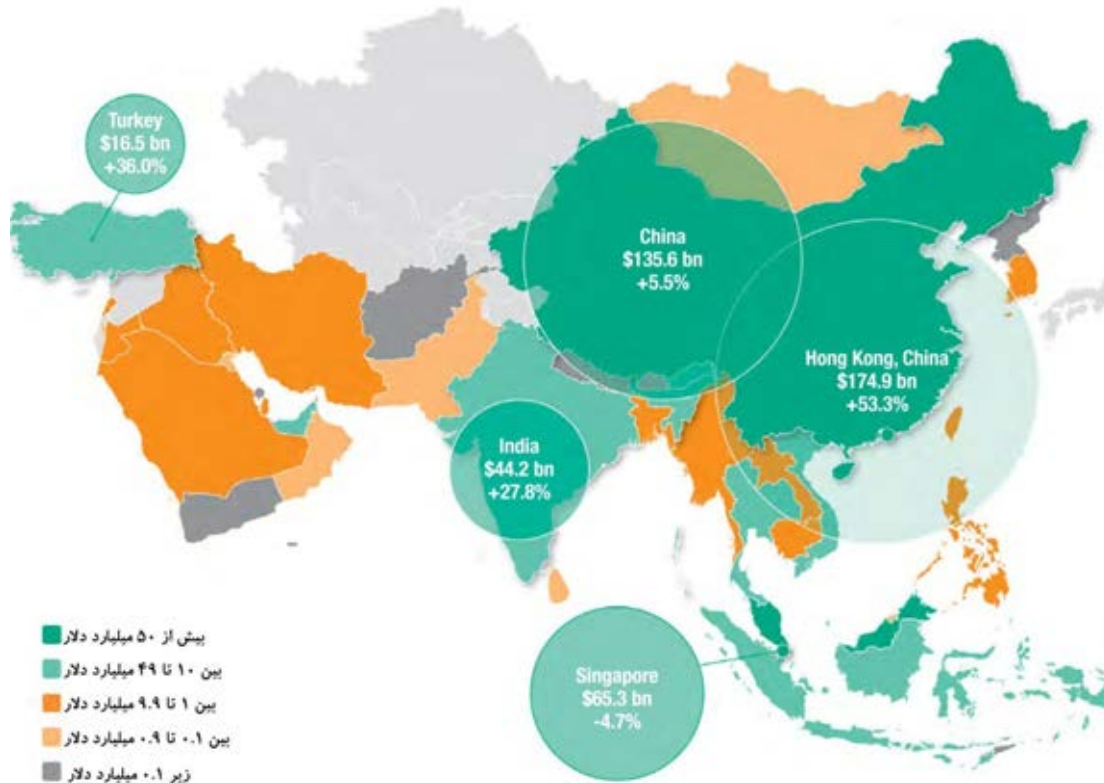 Turkey
$16.5 bn
+36.0%
China
$135.6 bn
+5.5%
Hong Kong, China
$174.9 bn
+53.3%
India
$44.2 bn
+27.8%
Singapore
$65.3 bn
-4.7%
بیش از ۵۰ میلیارد دلار
بین ۱۰ تا ۴۹ میلیارد دلار
بین ۱ تا ۹.۹ میلیارد دلار
بین ۰.۱ تا ۰.۹ میلیارد دلار
زیر ۰.۱ میلیارد دلار